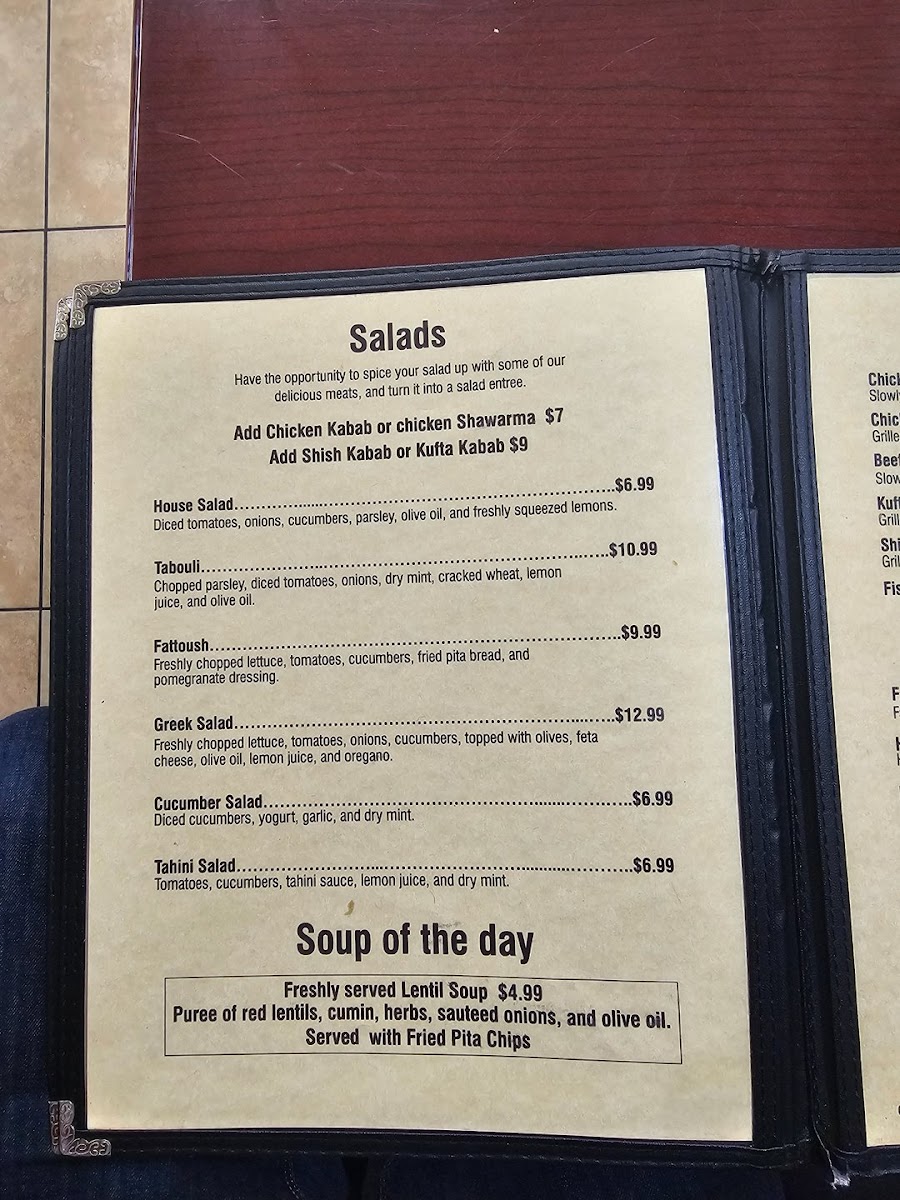 Salads
Have the opportunity to spice your salad up with some of our
delicious meats, and turn it into a salad entree.
Add Chicken Kabab or chicken Shawarma $7
Add Shish Kabab or Kufta Kabab $9
House Salad..........$6.99
Diced tomatoes, onions, cucumbers, parsley, olive oil, and freshly squeezed lemons.
Tabouli..........$10.99
Chopped parsley, diced tomatoes, onions, dry mint, cracked wheat, lemon
juice, and olive oil.
Fattoush..........$9.99
Freshly chopped lettuce, tomatoes, cucumbers, fried pita bread, and
pomegranate dressing.
Greek Salad..........$12.99
Freshly chopped lettuce, tomatoes, onions, cucumbers, topped with olives, feta
cheese, olive oil, lemon juice, and oregano.
Cucumber Salad..........$6.99
Diced cucumbers, yogurt, garlic, and dry mint.
Tahini Salad..........$6.99
Tomatoes, cucumbers, tahini sauce, lemon juice, and dry mint.
Soup of the day
Freshly served Lentil Soup $4.99
Puree of red lentils, cumin, herbs, sauteed onions, and olive oil.
Served with Fried Pita Chips